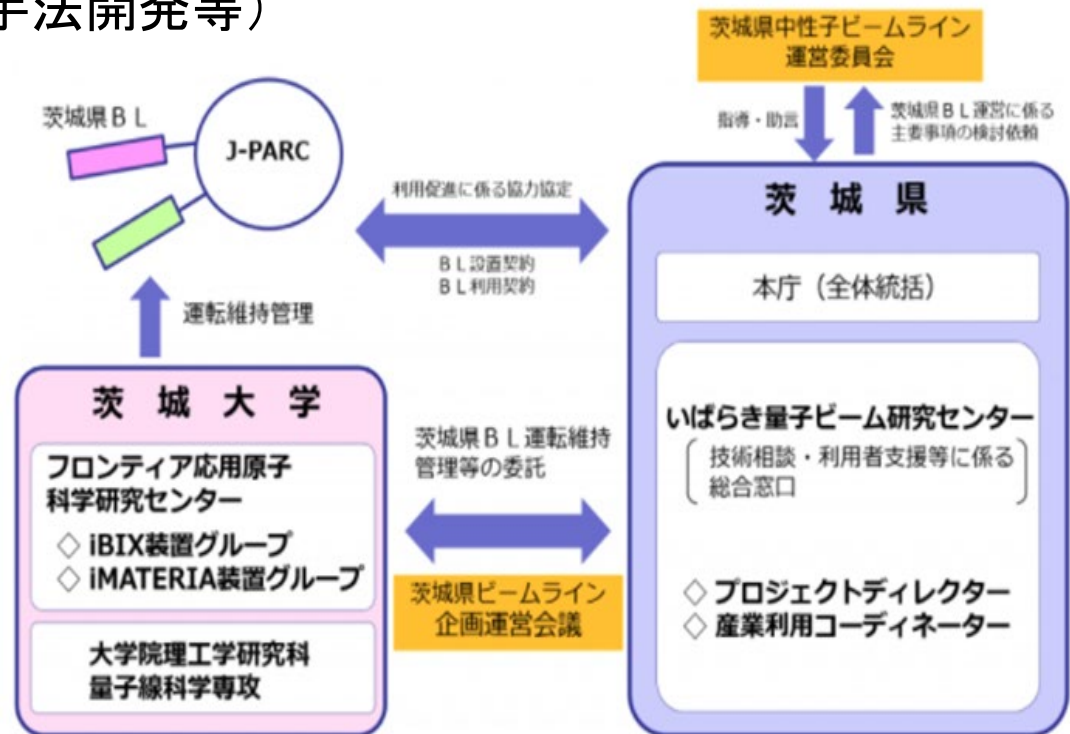 手法開発等）
茨城県中性子ビームライン
運営委員会
指導・助言
茨城県ＢＬ運営に係る
主要事項の検討依頼
茨城県ＢＬ
J-PARC
利用促進に係る協力協定
ＢＬ設置契約
ＢＬ利用契約
運転維持管理
茨　城　県
本庁（全体統括）
いばらき量子ビーム研究センター
技術相談・利用者支援等に係る
総合窓口
◇ プロジェクトディレクター
◇ 産業利用コーディネーター
茨　城　大　学
フロンティア応用原子
科学研究センター
◇ iBIX装置グループ
◇ iMATERIA装置グループ
大学院理工学研究科
量子線科学専攻
茨城県ＢＬ運転維持
管理等の委託
茨城県ビームライン
企画運営会議